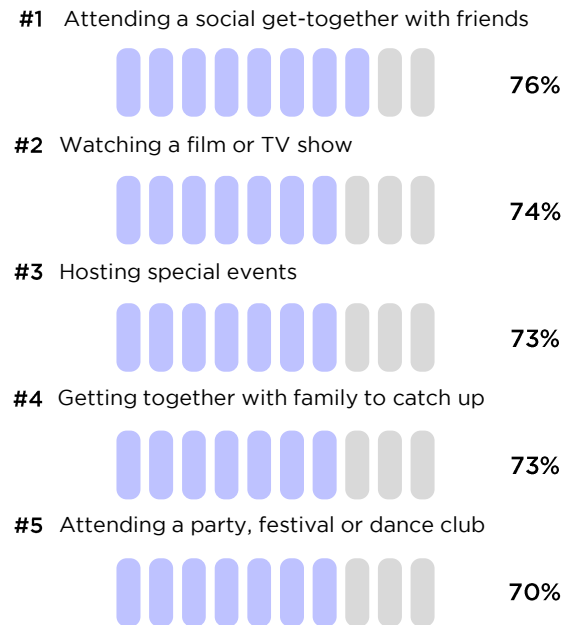 #1 Attending a social get-together with friends
76%
#2 Watching a film or TV show
74%
#3 Hosting special events
73%
#4 Getting together with family to catch up
73%
#5 Attending a party, festival or dance club
70%